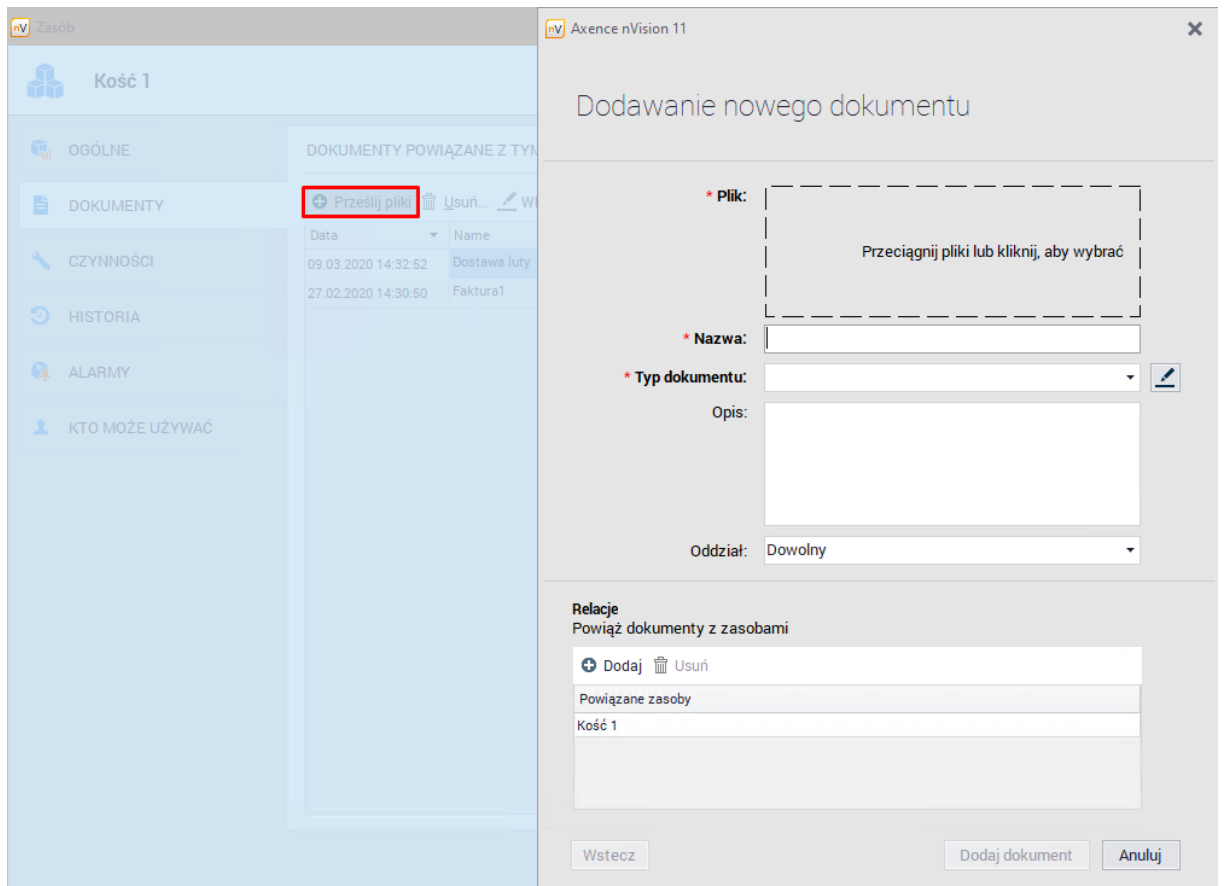 Zasób
Kość 1
OGÓLNE
DOKUMENTY
CZYNNOŚCI
HISTORIA
ALARMY
KTO MOŻE UŻYWAĆ
DOKUMENTY POWIĄZANE Z TYM
Prześlij pliki Usuń...
Data Name
09.03.2020 14:32:52 Dostawa luty
27.02.2020 14:30:50 Faktura1
Axence nVision 11
Dodawanie nowego dokumentu
* Plik:
Przeciągnij pliki lub kliknij, aby wybrać
* Nazwa:
* Typ dokumentu:
Opis:
Oddział: Dowolny
Relacje
Powiąż dokumenty z zasobami
Dodaj Usuń
Powiązane zasoby
Kość 1
Wstecz Dodaj dokument Anuluj